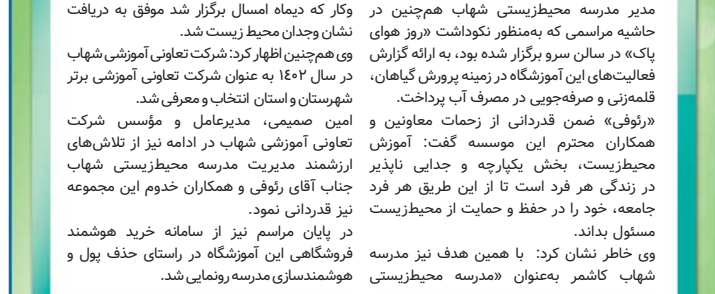 مدیر مدرسه محیط‌زیستی شهاب هم‌چنین در
حاشیه مراسمی که به‌منظور نکوداشت «روز هوای
پاک» در سالن سرو برگزار شده بود، به ارائه گزارش
فعالیت‌های این آموزشگاه در زمینه پرورش گیاهان،
قلمه‌زنی و صرفه‌جویی در مصرف آب پرداخت.
«رئوفی» ضمن قدردانی از زحمات معاونین و
همکاران محترم این موسسه گفت: آموزش
محیط‌زیست، بخش یکپارچه و جدایی ناپذیر
در زندگی هر فرد است تا از این طریق هر فرد
جامعه، خود را در حفظ و حمایت از محیط‌زیست
مسئول بداند.
وی خاطر نشان کرد: با همین هدف نیز مدرسه
شهاب کاشمر به‌عنوان «مدرسه محیط‌زیستی
وکار که دیماه امسال برگزار شد موفق به دریافت
نشان وجدان محیط زیست شد.
وی هم‌چنین اظهار کرد: شرکت تعاونی آموزشی شهاب
در سال ۱۴۰۲ به عنوان شرکت تعاونی آموزشی برتر
شهرستان و استان انتخاب و معرفی شد.
امین صمیمی، مدیرعامل و مؤسس شرکت
تعاونی آموزشی شهاب در ادامه نیز از تلاش‌های
ارزشمند مدیریت مدرسه محیط‌زیستی شهاب
جناب آقای رئوفی و همکاران خدوم این مجموعه
نیز قدردانی نمود.
در پایان مراسم نیز از سامانه خرید هوشمند
فروشگاهی این آموزشگاه در راستای حذف پول و
هوشمندسازی مدرسه رونمایی شد.